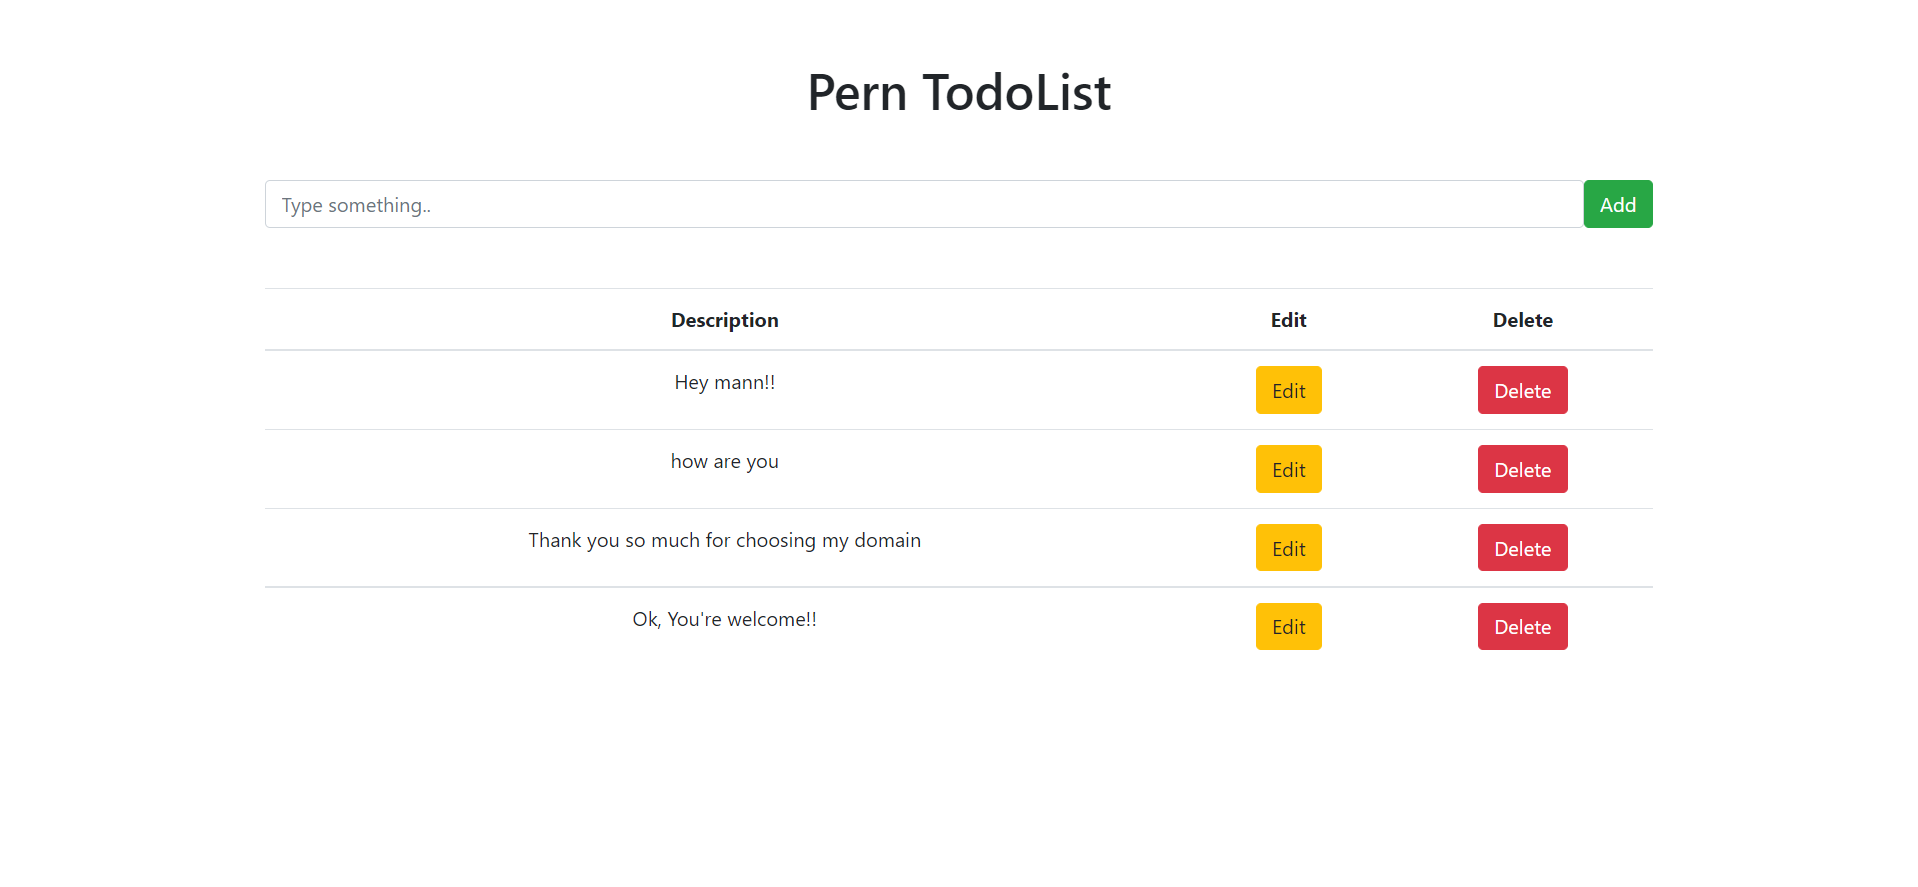 Pern TodoList
Type something.. Add
Description Edit Delete
Hey mann!! Edit Delete
how are you Edit Delete
Thank you so much for choosing my domain Edit Delete
Ok, You're welcome!! Edit Delete